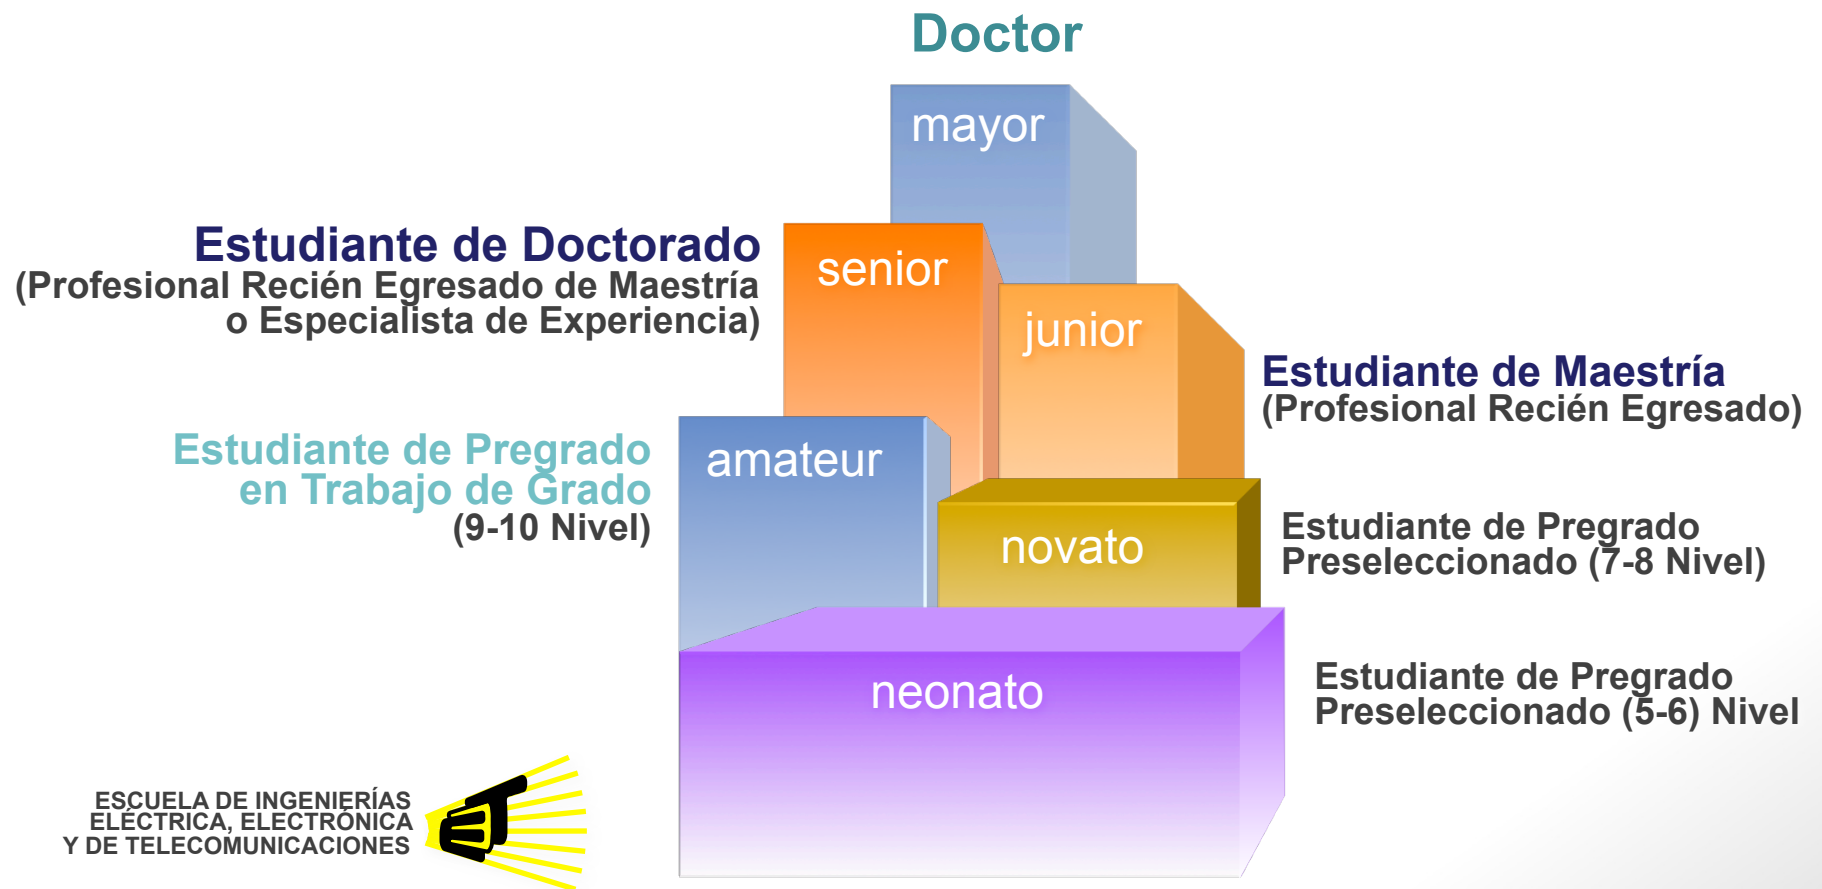 Doctor
mayor
Estudiante de Doctorado
(Profesional Recién Egresado de Maestría
o Especialista de Experiencia)
senior
junior
Estudiante de Maestría
(Profesional Recién Egresado)
Estudiante de Pregrado
en Trabajo de Grado
(9-10 Nivel)
amateur
novato
Estudiante de Pregrado
Preseleccionado (7-8 Nivel)
neonato
Estudiante de Pregrado
Preseleccionado (5-6) Nivel
ESCUELA DE INGENIERÍAS
ELÉCTRICA, ELECTRÓNICA
Y DE TELECOMUNICACIONES